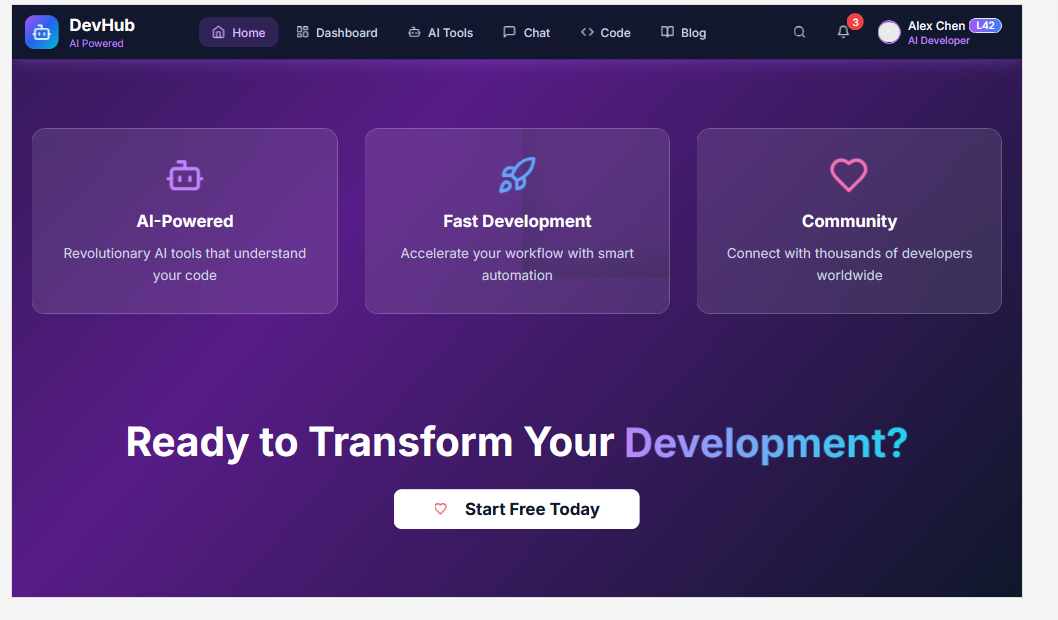 DevHub
AI Powered
Home
Dashboard
AI Tools
Chat
Code
Blog
3
Alex Chen L42
AI Developer
AI-Powered
Revolutionary AI tools that understand
your code
Fast Development
Accelerate your workflow with smart
automation
Community
Connect with thousands of developers
worldwide
Ready to Transform Your Development?
Start Free Today